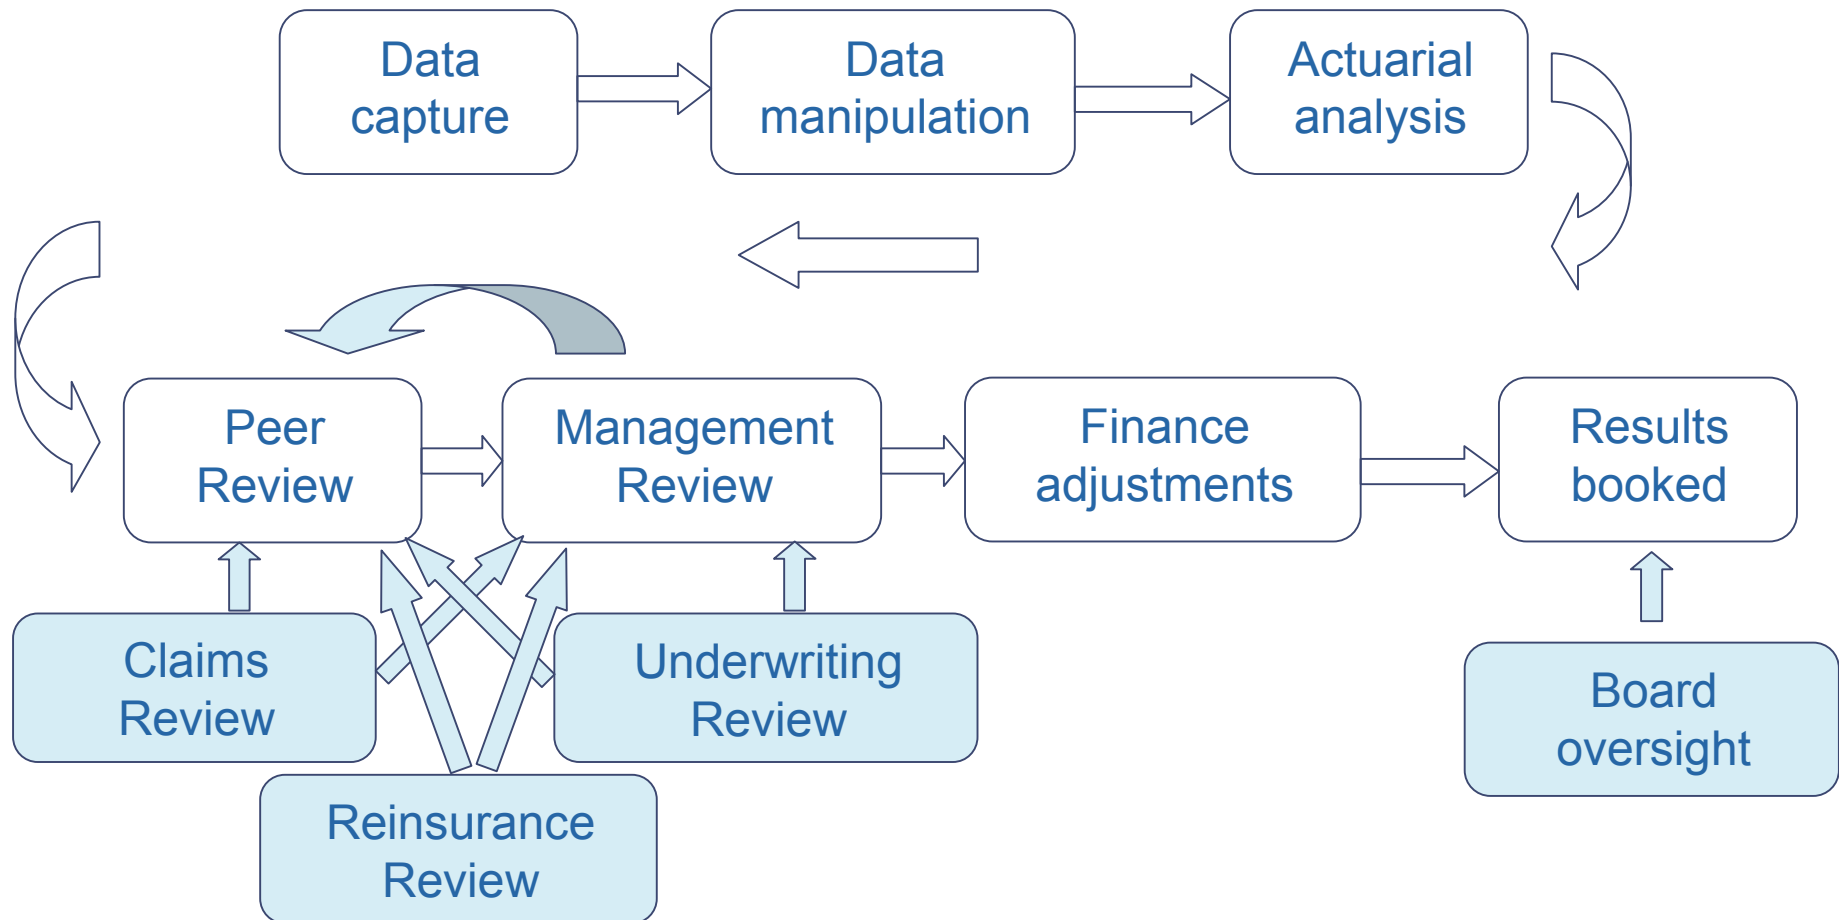 Data
capture
Data
manipulation
Actuarial
analysis
Peer
Review
Management
Review
Finance
adjustments
Results
booked
Claims
Review
Underwriting
Review
Board
oversight
Reinsurance
Review